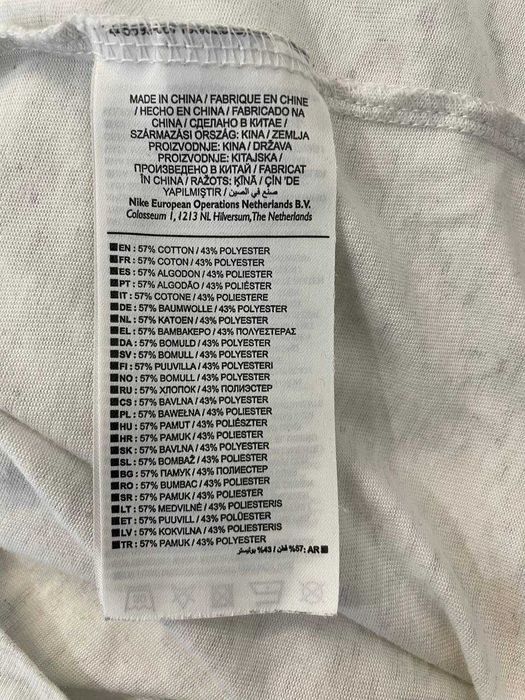 MADE IN CHINA / FABRIQUE EN CHINE
/ HECHO EN CHINA / FABRICADO NA
CHINA / СДЕЛАНО В КИТАЕ /
SZÁRMAZÁSI ORSZÁG: KINA / ZEMLJA
PROIZVODNJE: KINA / DRŽAVA
PROIZVODNJE: KITAJSKA /
ПРОИЗВЕДЕНО В КИТАЙ / FABRICAT
ÎN CHINA / RAŽOTS: ĶĪNĀ / ÇİN 'DE
YAPILMIŞTIR / صنع في الصين
Nike European Operations Netherlands B.V.
Colosseum 1, 1213 NL Hilversum, The Netherlands
EN : 57% COTTON / 43% POLYESTER
FR : 57% COTON / 43% POLYESTER
ES : 57% ALGODON / 43% POLIESTER
PT : 57% ALGODÃO / 43% POLIÉSTER
IT : 57% COTONE / 43% POLIESTERE
DE : 57% BAUMWOLLE / 43% POLYESTER
NL : 57% KATOEN / 43% POLYESTER
EL : 57% ΒΑΜΒΑΚΕΡΟ / 43% ΠΟΛΥΕΣΤΕΡΑΣ
DA : 57% BOMULD / 43% POLYESTER
SV : 57% BOMULL / 43% POLYESTER
FI : 57% PUUVILLA / 43% POLYESTERI
NO : 57% BOMULL / 43% POLYESTER
RU : 57% ХЛОПОК / 43% ПОЛИЭСТЕР
CS : 57% BAVLNA / 43% POLYESTER
PL : 57% BAWEŁNA / 43% POLYESTER
HU : 57% PAMUT / 43% POLIÉSZTER
HR : 57% PAMUK / 43% POLIESTER
SK : 57% BAVLNA / 43% POLYESTER
SL : 57% BOMBAŽ / 43% POLIESTER
BG : 57% ПАМУК / 43% ПОЛИЕСТЕР
RO : 57% BUMBAC / 43% POLIESTER
SR : 57% PAMUK / 43% POLIESTER
LT : 57% MEDVILNĖ / 43% POLIESTERIS
ET : 57% PUUVILL / 43% POLÜESTER
LV : 57% KOKVILNA / 43% POLIESTERIS
TR : 57% PAMUK / 43% POLYESTER
AR :57% قطن / 43% بوليستر